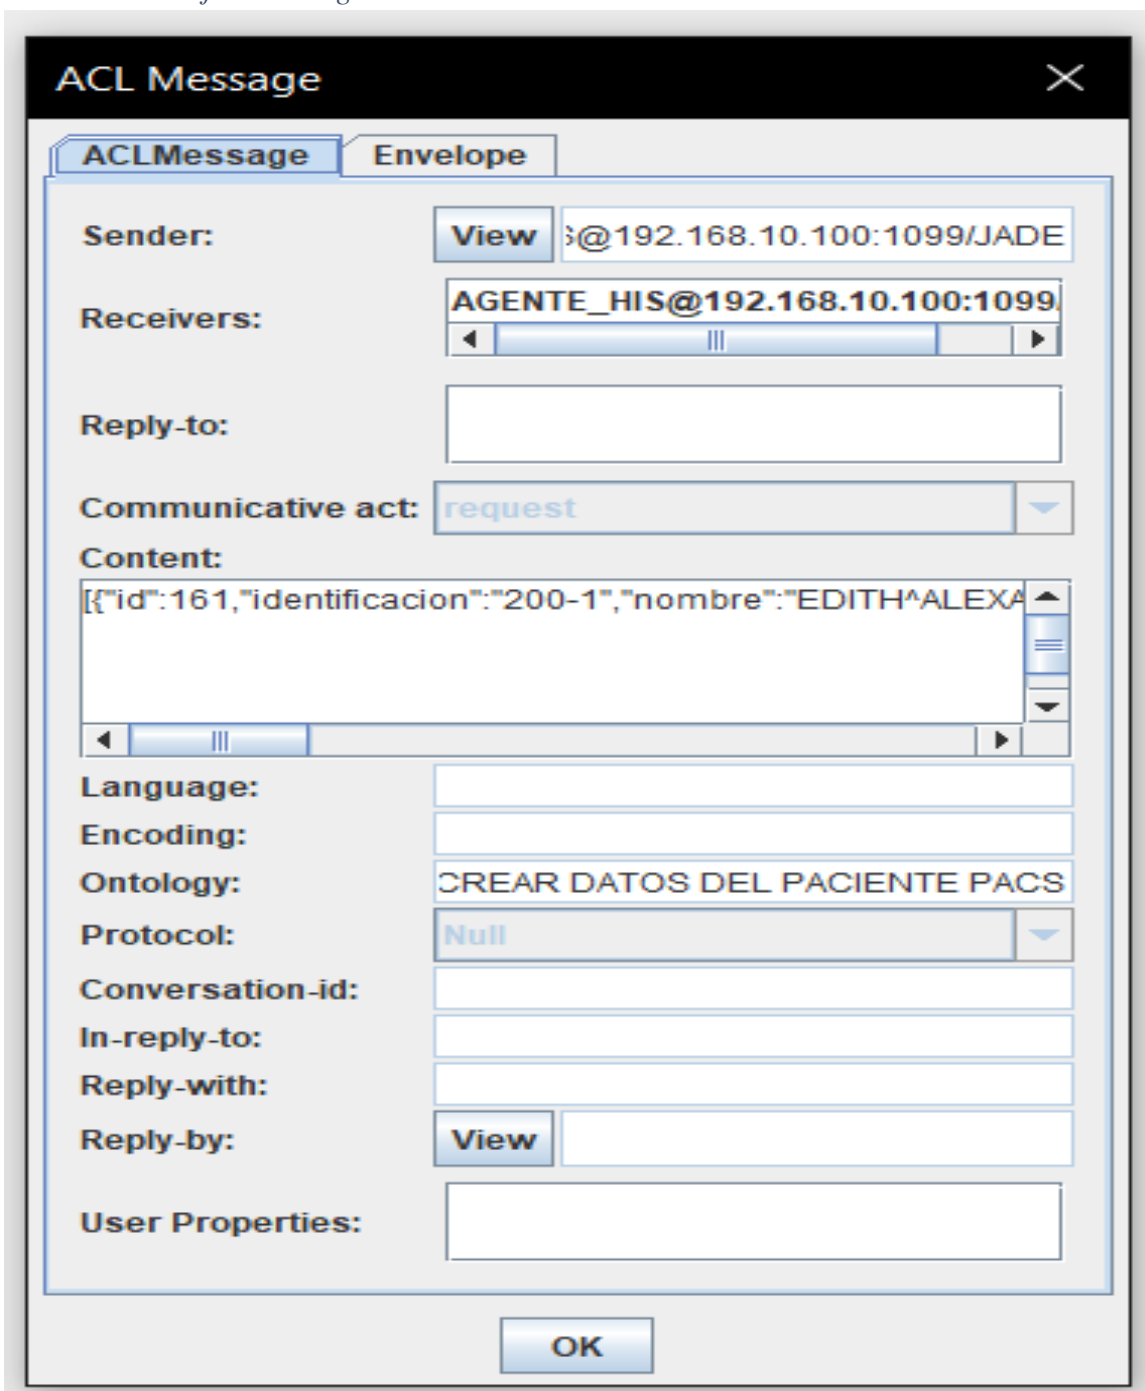 ACL Message
ACLMessage Envelope
Sender: View @192.168.10.100:1099/JADE
Receivers: AGENTE_HIS@192.168.10.100:1099/
Reply-to:
Communicative act: request
Content:
[{"id":161,"identificacion":"200-1","nombre":"EDITH^ALEXA
Language:
Encoding:
Ontology: CREAR DATOS DEL PACIENTE PACS
Protocol: Null
Conversation-id:
In-reply-to:
Reply-with:
Reply-by: View
User Properties:
OK